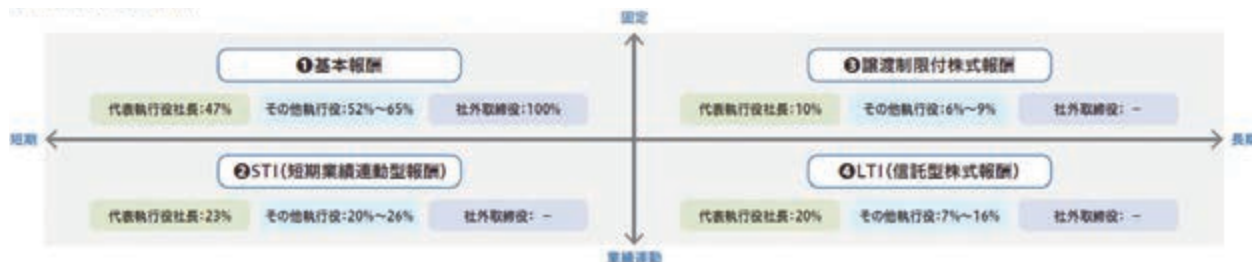 固定
❶基本報酬
❸譲渡制限付株式報酬
代表執行役社長:47% その他執行役:52%～65% 社外取締役:100%
代表執行役社長:10% その他執行役:6%～9% 社外取締役: －
短期
長期
❷STI(短期業績連動型報酬)
❹LTI(信託型株式報酬)
代表執行役社長:23% その他執行役:20%～26% 社外取締役: －
代表執行役社長:20% その他執行役:7%～16% 社外取締役: －
業績連動